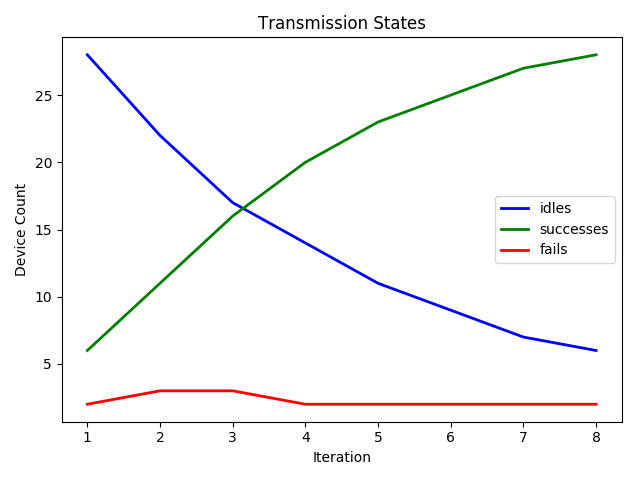 Transmission States
Device Count
25
20
15
10
5
idles
successes
fails
1 2 3 4 5 6 7 8
Iteration